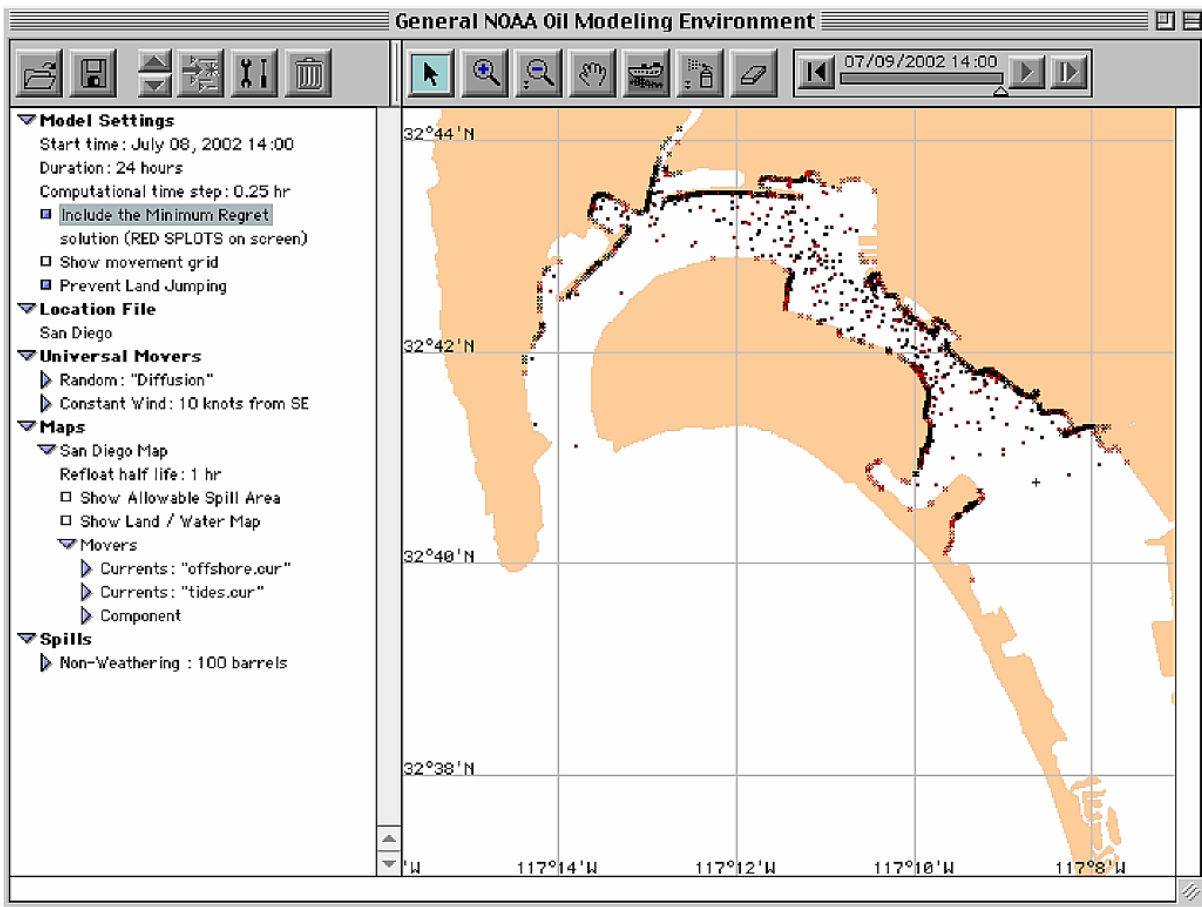 General NOAA Oil Modeling Environment
07/09/2002 14:00
Model Settings
Start time: July 08, 2002 14:00
Duration: 24 hours
Computational time step: 0.25 hr
Include the Minimum Regret
solution (RED SPLOTS on screen)
Show movement grid
Prevent Land Jumping
Location File
San Diego
Universal Movers
Random: "Diffusion"
Constant Wind: 10 knots from SE
Maps
San Diego Map
Refloat half life: 1 hr
Show Allowable Spill Area
Show Land / Water Map
Movers
Currents: "offshore.cur"
Currents: "tides.cur"
Component
Spills
Non-Weathering : 100 barrels
32°44'N
32°42'N
32°40'N
32°38'N
'W 117°14'W 117°12'W 117°10'W 117°8'W